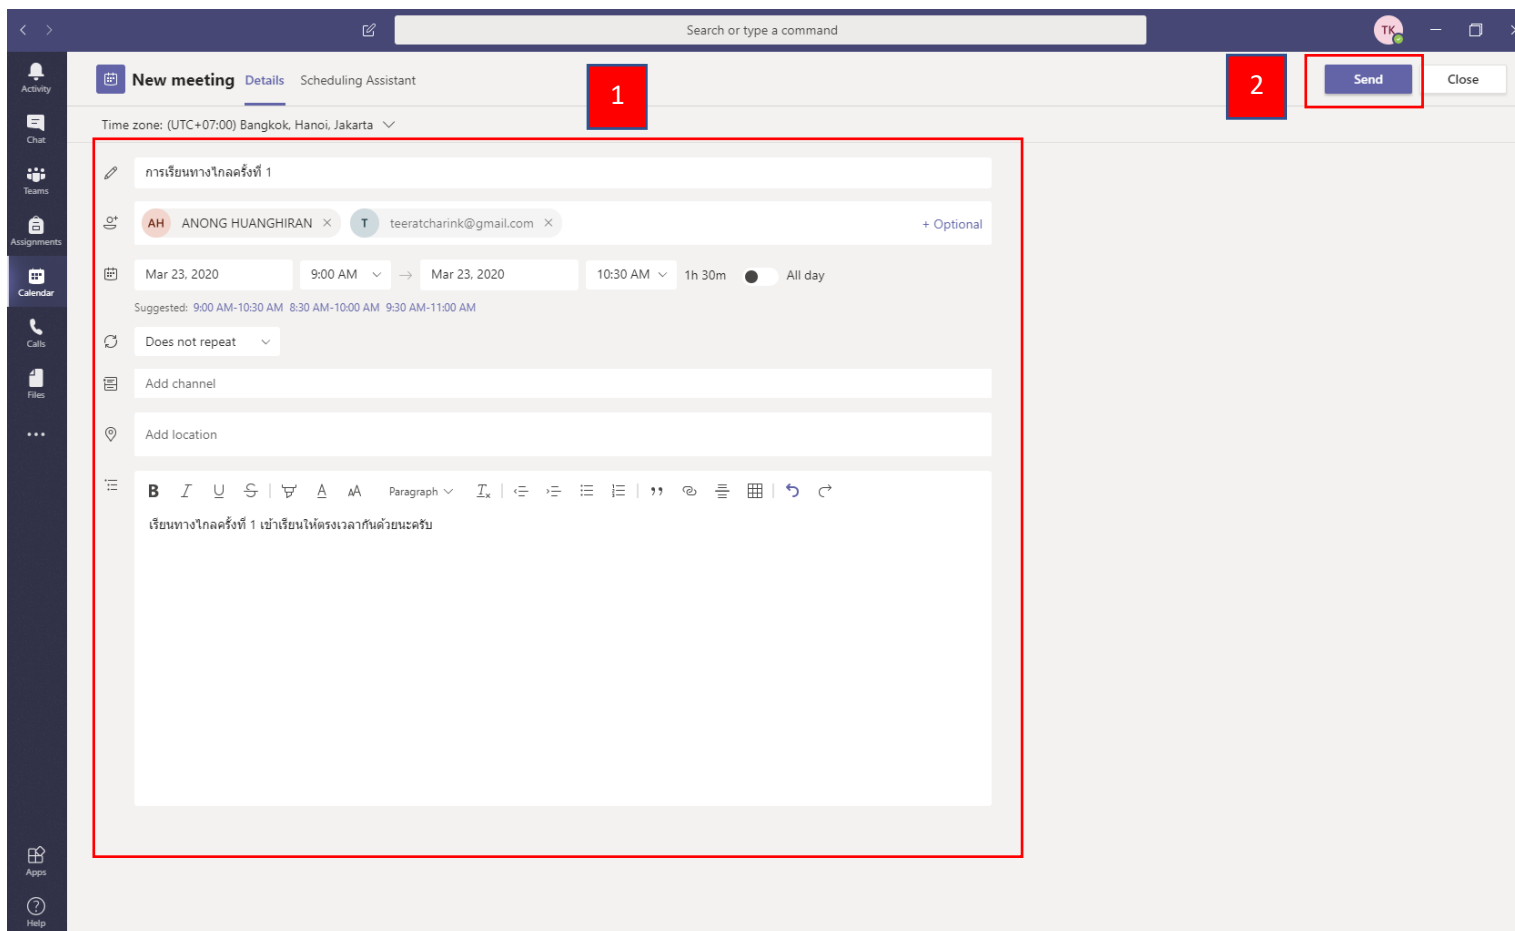 Search or type a command
TK
Activity
Chat
Teams
Assignments
Calendar
Calls
Files
Apps
Help
New meeting Details Scheduling Assistant
1
2
Send Close
Time zone: (UTC+07:00) Bangkok, Hanoi, Jakarta
การเรียนทางไกลครั้งที่ 1
AH ANONG HUANGHIRAN × T teeratcharink@gmail.com × + Optional
Mar 23, 2020 9:00 AM → Mar 23, 2020 10:30 AM 1h 30m All day
Suggested: 9:00 AM-10:30 AM 8:30 AM-10:00 AM 9:30 AM-11:00 AM
Does not repeat
Add channel
Add location
B I U S A AA Paragraph Tx
เรียนทางไกลครั้งที่ 1 เข้าเรียนให้ตรงเวลากันด้วยนะครับ